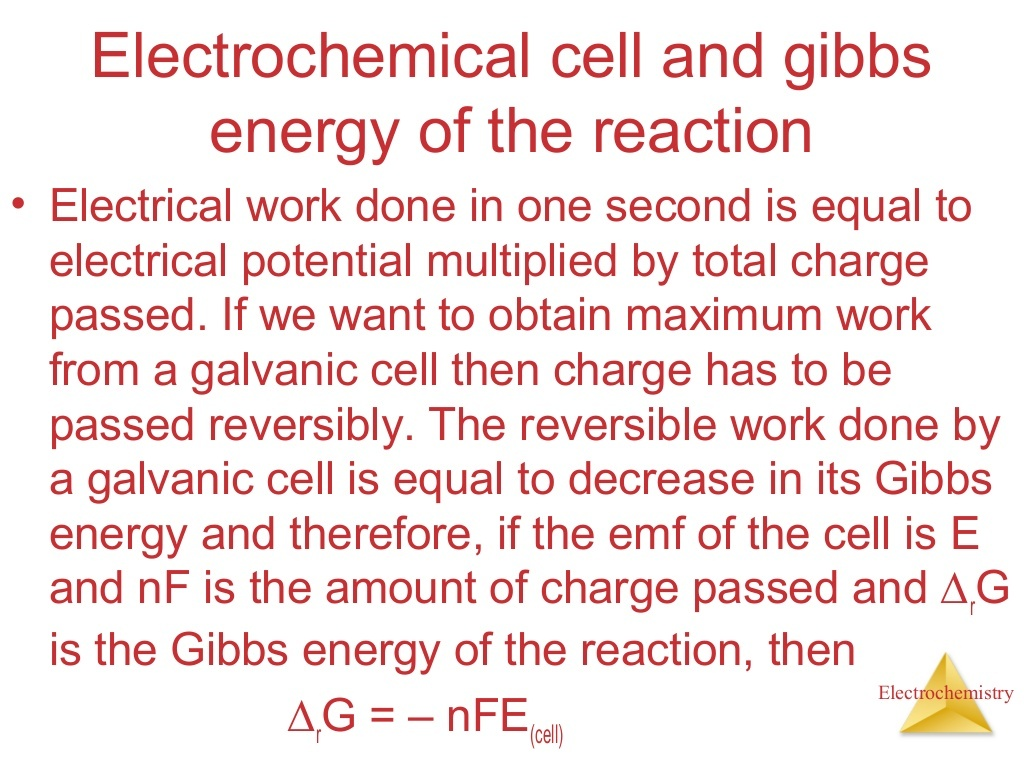 Electrochemical cell and gibbs
energy of the reaction
• Electrical work done in one second is equal to
electrical potential multiplied by total charge
passed. If we want to obtain maximum work
from a galvanic cell then charge has to be
passed reversibly. The reversible work done by
a galvanic cell is equal to decrease in its Gibbs
energy and therefore, if the emf of the cell is E
and nF is the amount of charge passed and ΔrG
is the Gibbs energy of the reaction, then
ΔrG = – nFE(cell)
Electrochemistry